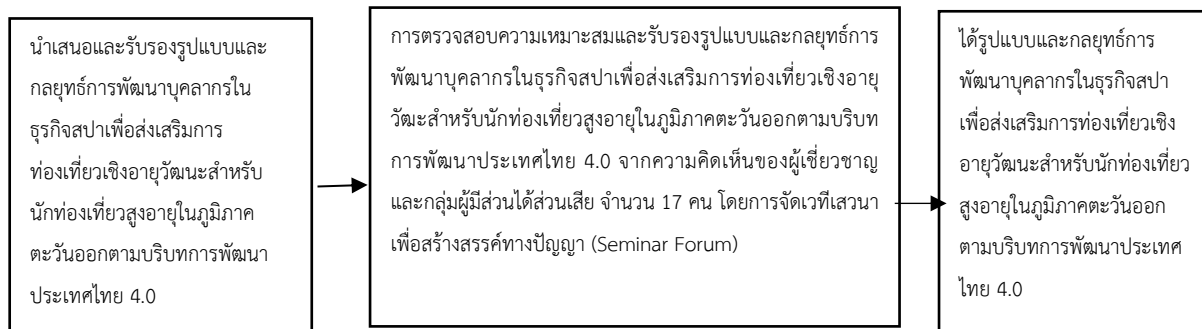 นำเสนอและรับรองรูปแบบและ
กลยุทธ์การพัฒนาบุคลากรใน
ธุรกิจสปาเพื่อส่งเสริมการ
ท่องเที่ยวเชิงอายุวัฒนะสำหรับ
นักท่องเที่ยวสูงอายุในภูมิภาค
ตะวันออกตามบริบทการพัฒนา
ประเทศไทย 4.0
การตรวจสอบความเหมาะสมและรับรองรูปแบบและกลยุทธ์การ
พัฒนาบุคลากรในธุรกิจสปาเพื่อส่งเสริมการท่องเที่ยวเชิงอายุ
วัฒะสำหรับนักท่องเที่ยวสูงอายุในภูมิภาคตะวันออกตามบริบท
การพัฒนาประเทศไทย 4.0 จากความคิดเห็นของผู้เชี่ยวชาญ
และกลุ่มผู้มีส่วนได้ส่วนเสีย จำนวน 17 คน โดยการจัดเวทีเสวนา
เพื่อสร้างสรรค์ทางปัญญา (Seminar Forum)
ได้รูปแบบและกลยุทธ์การ
พัฒนาบุคลากรในธุรกิจสปา
เพื่อส่งเสริมการท่องเที่ยวเชิง
อายุวัฒนะสำหรับนักท่องเที่ยว
สูงอายุในภูมิภาคตะวันออก
ตามบริบทการพัฒนาประเทศ
ไทย 4.0